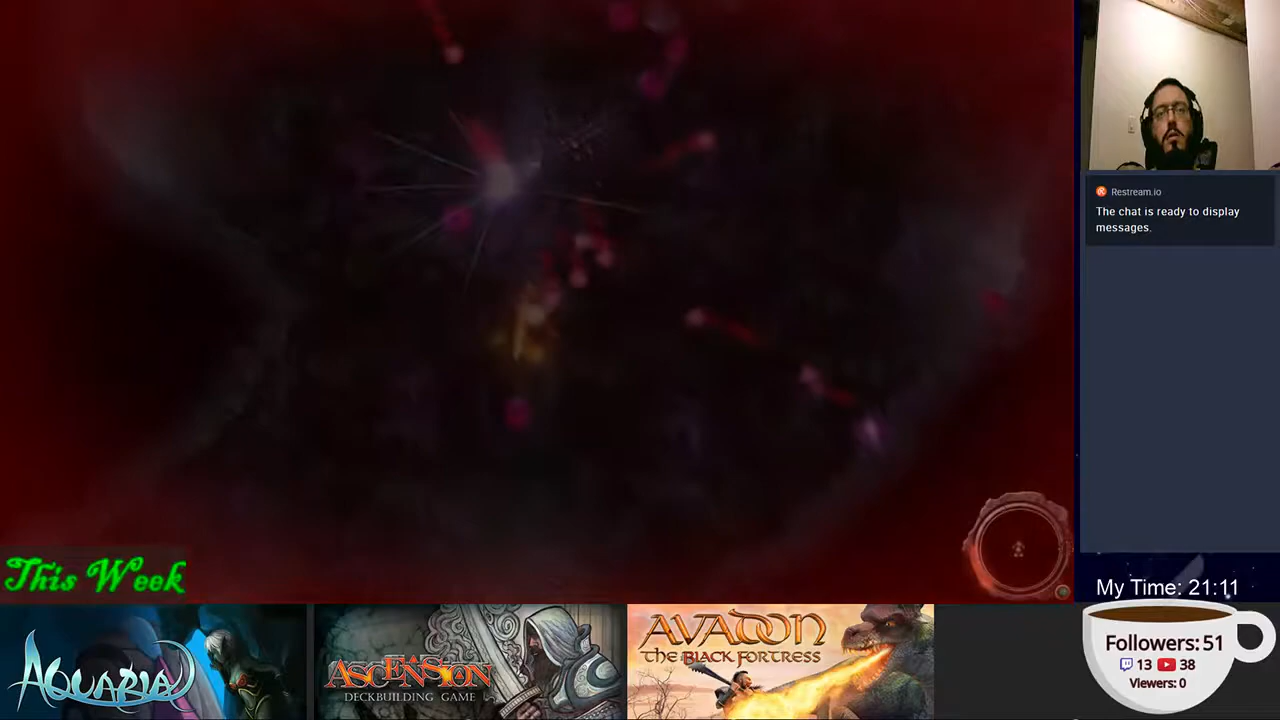 Restream.io
The chat is ready to display
messages.
This Week
My Time: 21:11
AQUARIA
ASCENSION
DECKBUILDING GAME
AVADON
THE BLACK FORTRESS
Followers: 51
13 38
Viewers: 0